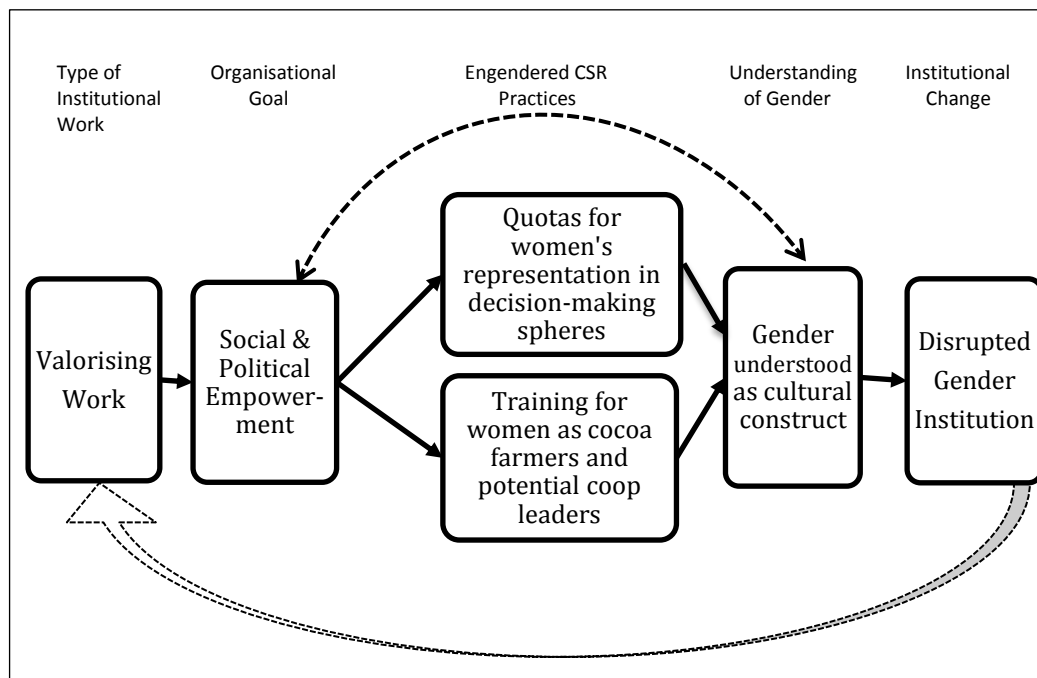 Type of
Institutional
Work
Organisational
Goal
Engendered CSR
Practices
Understanding
of Gender
Institutional
Change
Valorising
Work
Social &
Political
Empower-
ment
Quotas for
women's
representation in
decision-making
spheres
Training for
women as cocoa
farmers and
potential coop
leaders
Gender
understood
as cultural
construct
Disrupted
Gender
Institution